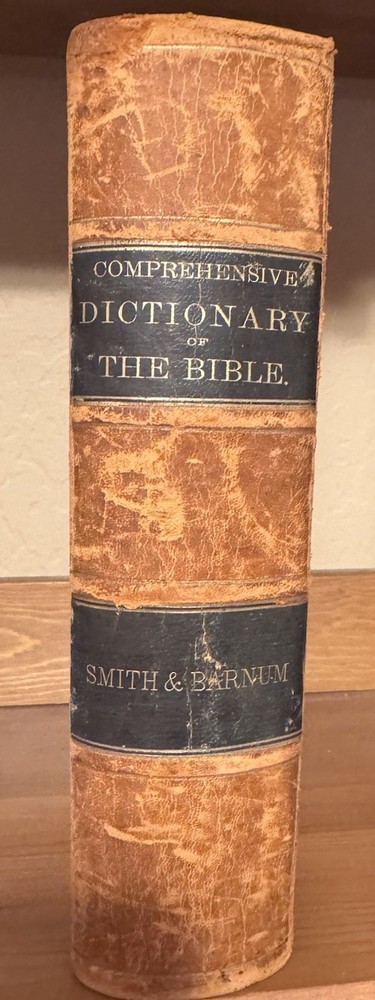 COMPREHENSIVE
DICTIONARY
OF
THE BIBLE.
SMITH & BARNUM